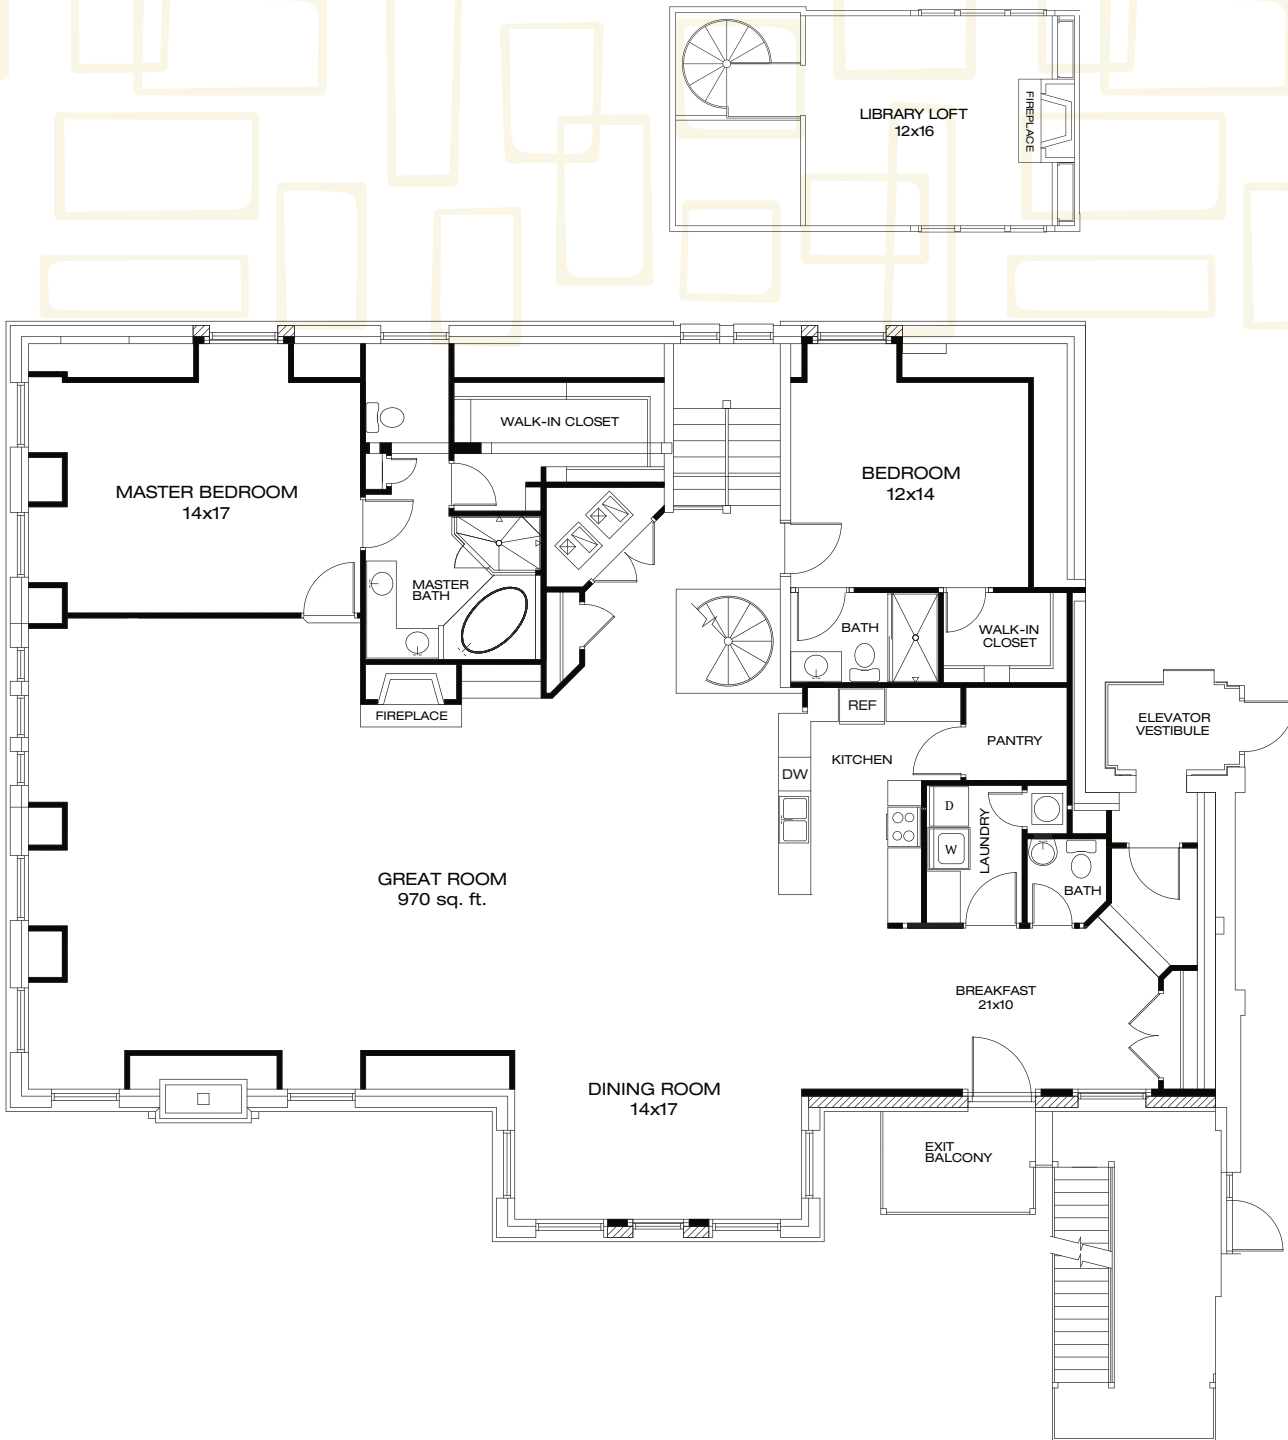 LIBRARY LOFT
12x16
FIREPLACE
WALK-IN CLOSET
MASTER BEDROOM
14x17
BEDROOM
12x14
MASTER
BATH
BATH
WALK-IN
CLOSET
FIREPLACE
REF
ELEVATOR
VESTIBULE
KITCHEN
PANTRY
DW
D
W
LAUNDRY
BATH
GREAT ROOM
970 sq. ft.
BREAKFAST
21x10
DINING ROOM
14x17
EXIT
BALCONY